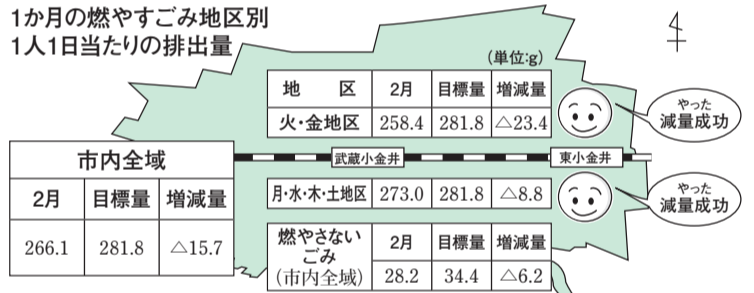 1か月の燃やすごみ地区別
1人1日当たりの排出量
(単位:g)
地 区 2月 目標量 増減量
火・金地区 258.4 281.8 △23.4
やった
減量成功
市内全域
2月 目標量 増減量
266.1 281.8 △15.7
武蔵小金井 東小金井
月・水・木・土地区 273.0 281.8 △8.8
やった
減量成功
燃やさない
ごみ
(市内全域)
2月 目標量 増減量
28.2 34.4 △6.2